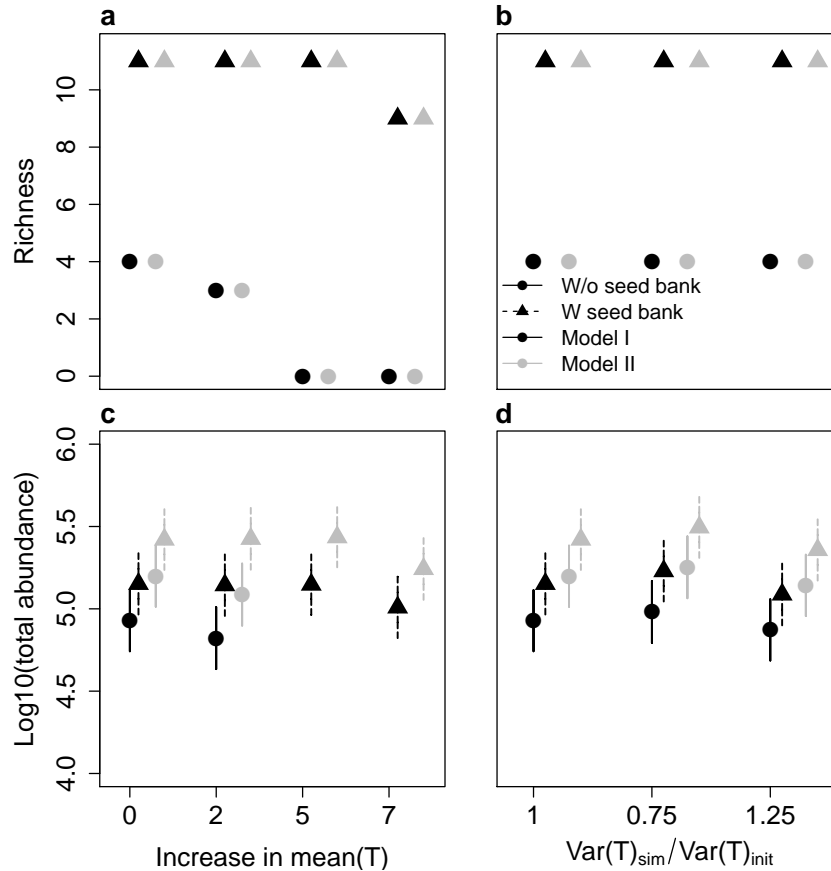 a
b
Richness
10
8
6
4
2
0
W/o seed bank
W seed bank
Model I
Model II
c
d
Log10(total abundance)
6.0
5.5
5.0
4.5
4.0
0 2 5 7
Increase in mean(T)
1 0.75 1.25
Var(T)sim/Var(T)init